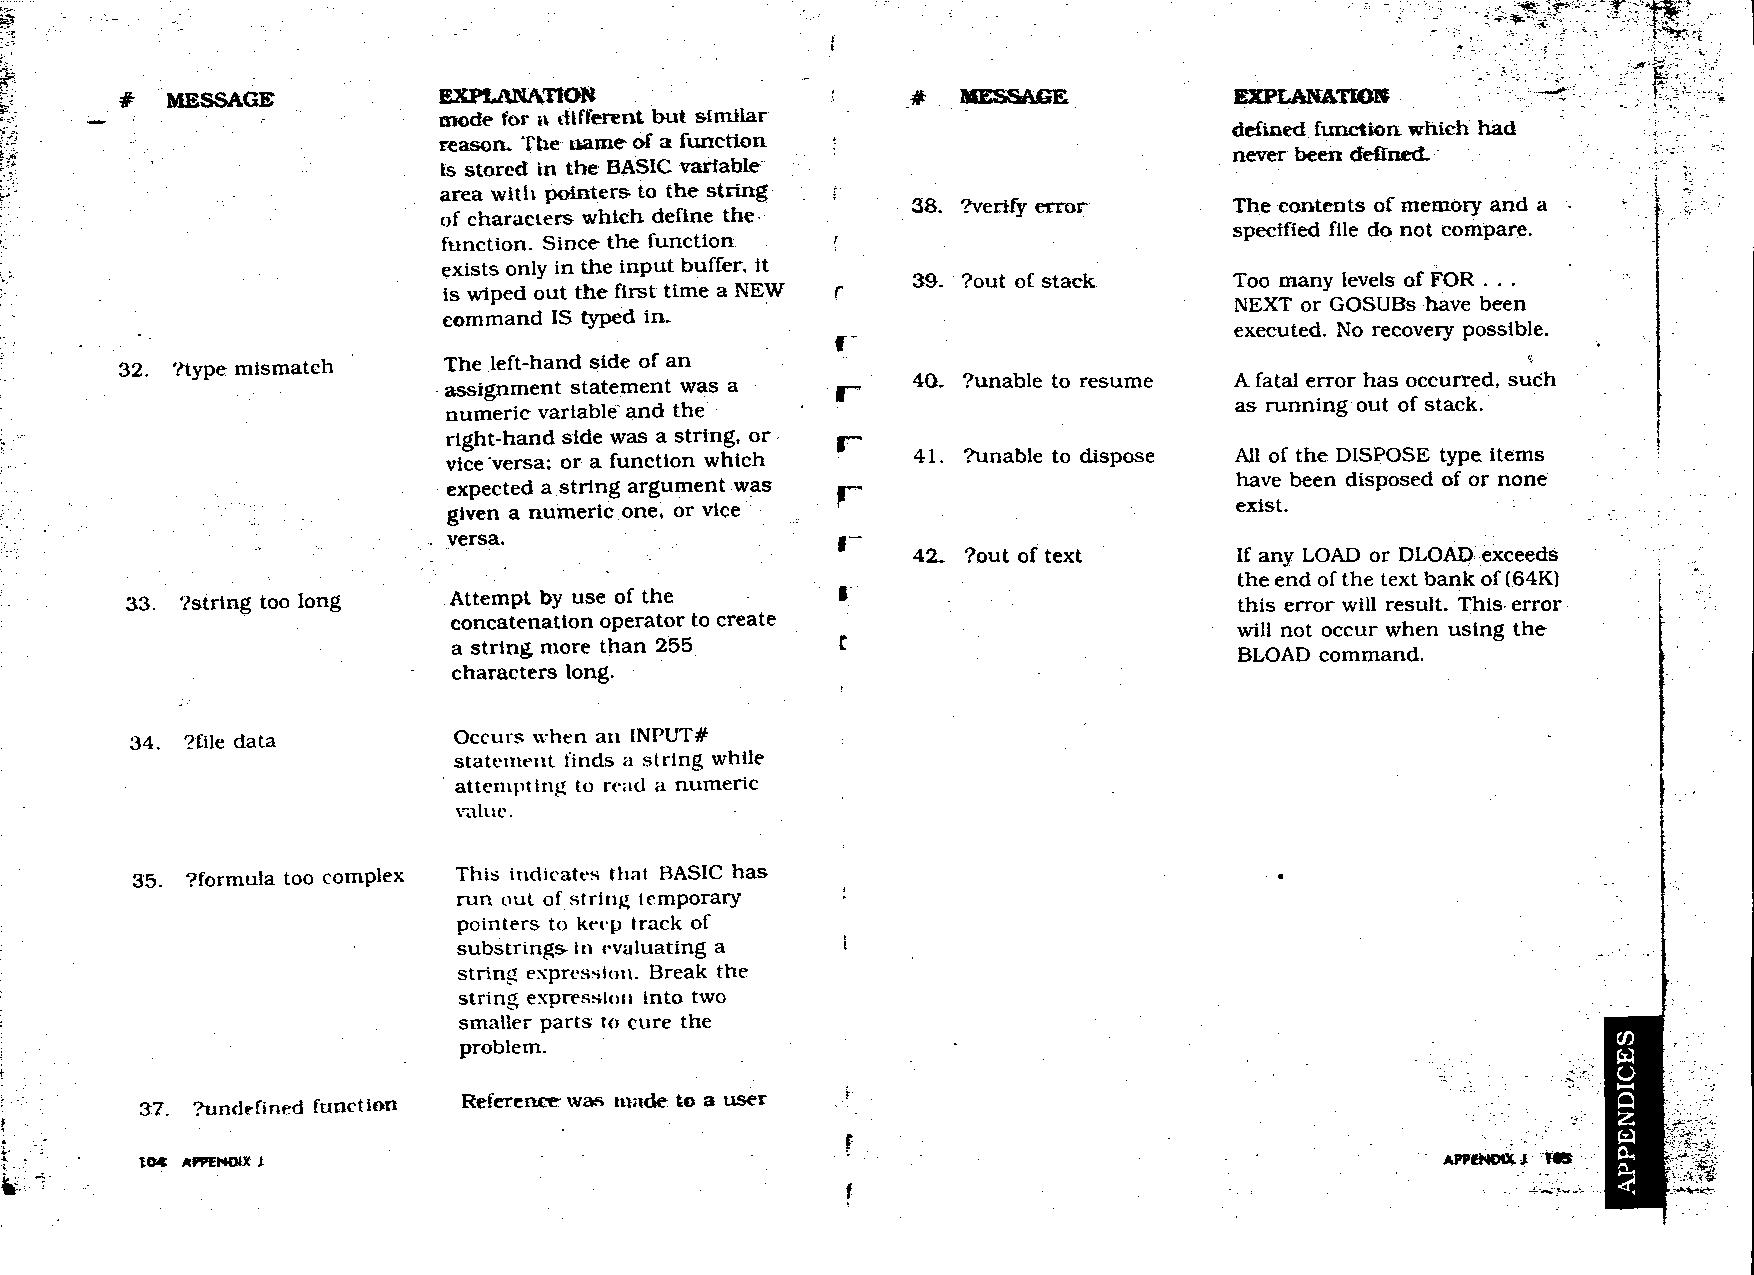 # MESSAGE EXPLANATION
mode for a different but similar
reason. The name of a function
is stored in the BASIC variable
area with pointers to the string
of characters which define the
function. Since the function
exists only in the input buffer, it
is wiped out the first time a NEW
command IS typed in.
32. ?type mismatch The left-hand side of an
assignment statement was a
numeric variable and the
right-hand side was a string, or
vice versa; or a function which
expected a string argument was
given a numeric one, or vice
versa.
33. ?string too long Attempt by use of the
concatenation operator to create
a string more than 255
characters long.
34. ?file data Occurs when an INPUT#
statement finds a string while
attempting to read a numeric
value.
35. ?formula too complex This indicates that BASIC has
run out of string temporary
pointers to keep track of
substrings in evaluating a
string expression. Break the
string expression into two
smaller parts to cure the
problem.
37. ?undefined function Reference was made to a user
104 APPENDIX J
# MESSAGE EXPLANATION
defined function which had
never been defined.
38. ?verify error The contents of memory and a
specified file do not compare.
39. ?out of stack Too many levels of FOR . . .
NEXT or GOSUBs have been
executed. No recovery possible.
40. ?unable to resume A fatal error has occurred, such
as running out of stack.
41. ?unable to dispose All of the DISPOSE type items
have been disposed of or none
exist.
42. ?out of text If any LOAD or DLOAD exceeds
the end of the text bank of (64K)
this error will result. This error
will not occur when using the
BLOAD command.
APPENDIX J 105
APPENDICES